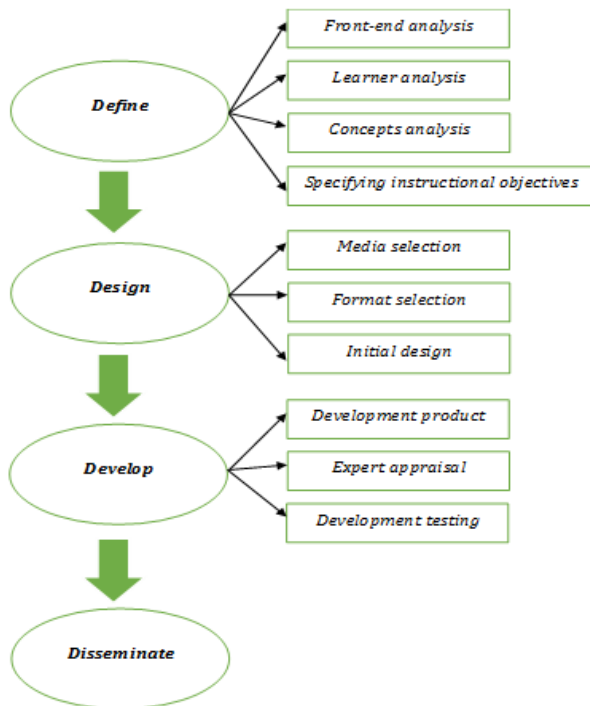 Define
Front-end analysis
Learner analysis
Concepts analysis
Specifying instructional objectives
Design
Media selection
Format selection
Initial design
Develop
Development product
Expert appraisal
Development testing
Disseminate